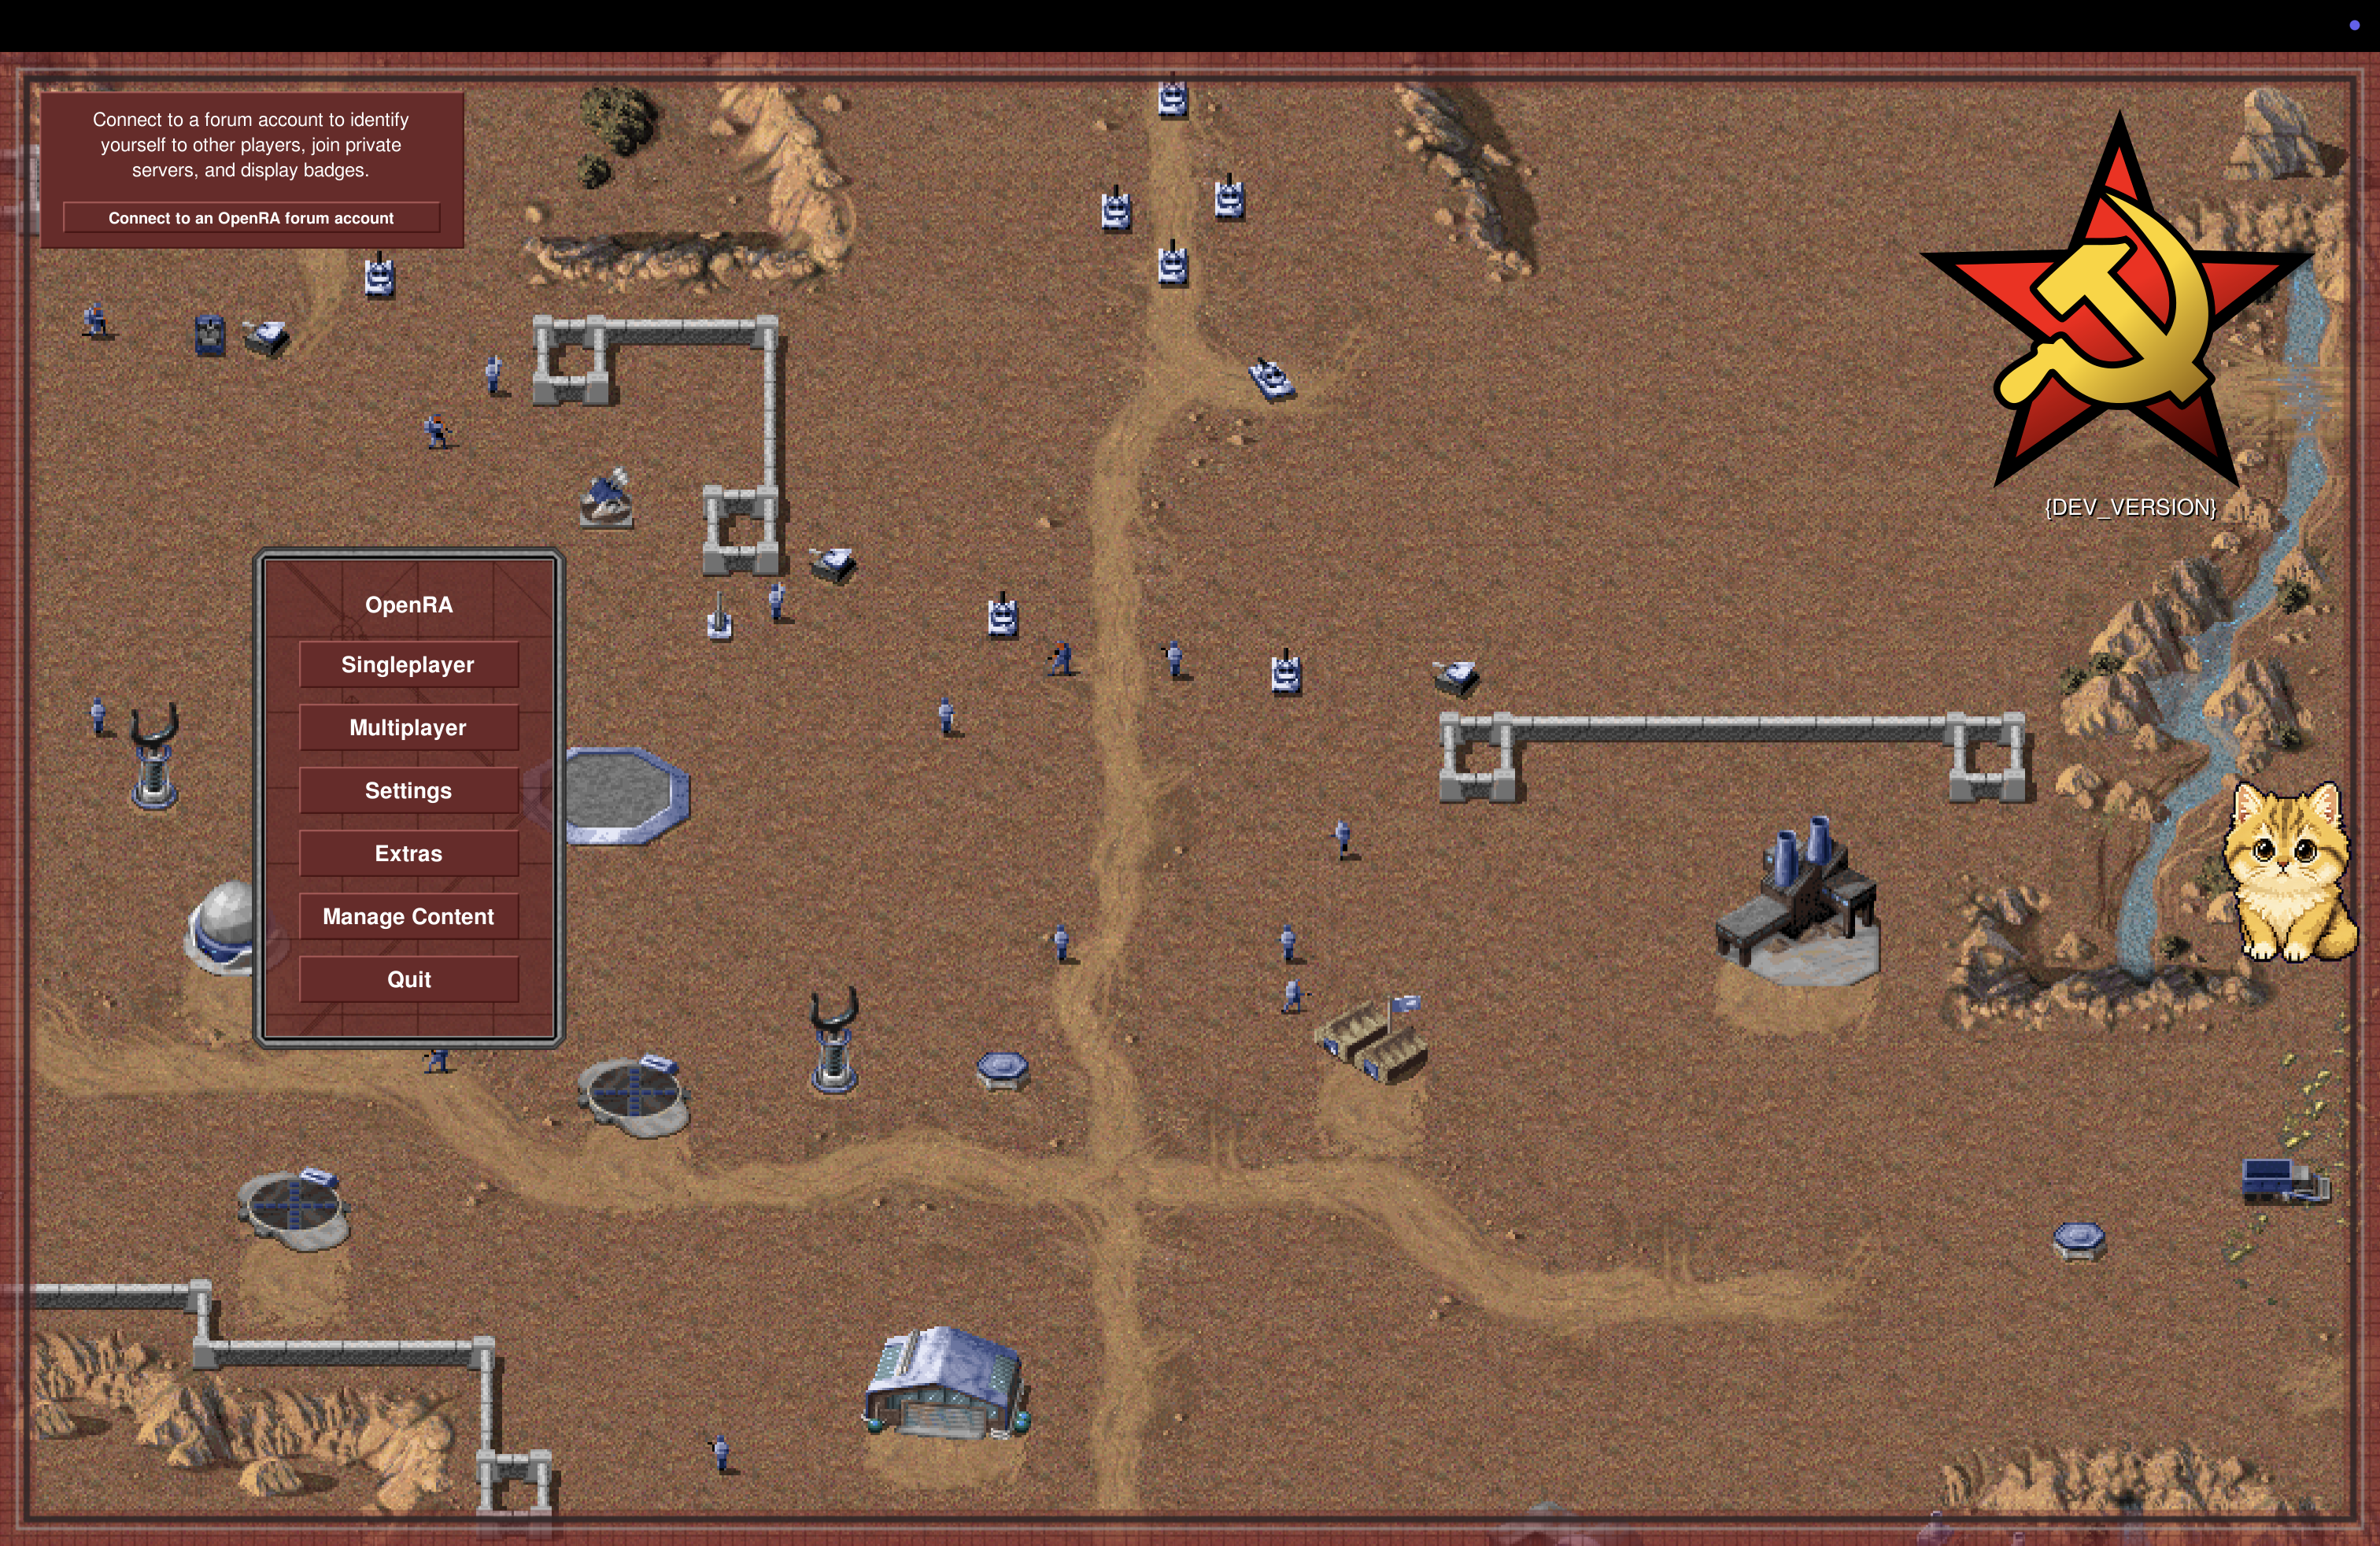 Connect to a forum account to identify
yourself to other players, join private
servers, and display badges.
Connect to an OpenRA forum account
{DEV_VERSION}
OpenRA
Singleplayer
Multiplayer
Settings
Extras
Manage Content
Quit